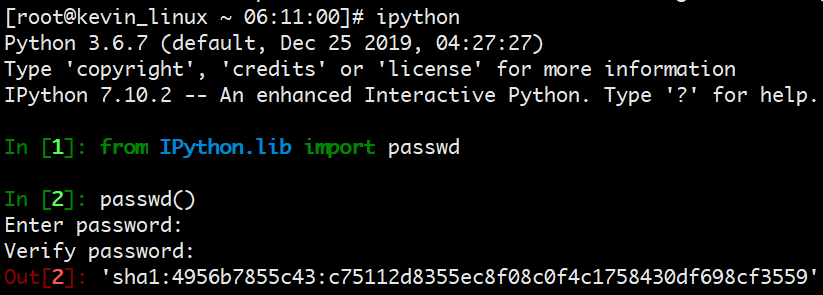 [root@kevin_linux ~ 06:11:00]# ipython
Python 3.6.7 (default, Dec 25 2019, 04:27:27)
Type 'copyright', 'credits' or 'license' for more information
IPython 7.10.2 -- An enhanced Interactive Python. Type '?' for help.
In [1]: from IPython.lib import passwd
In [2]: passwd()
Enter password:
Verify password:
Out[2]: 'sha1:4956b7855c43:c75112d8355ec8f08c0f4c1758430df698cf3559'